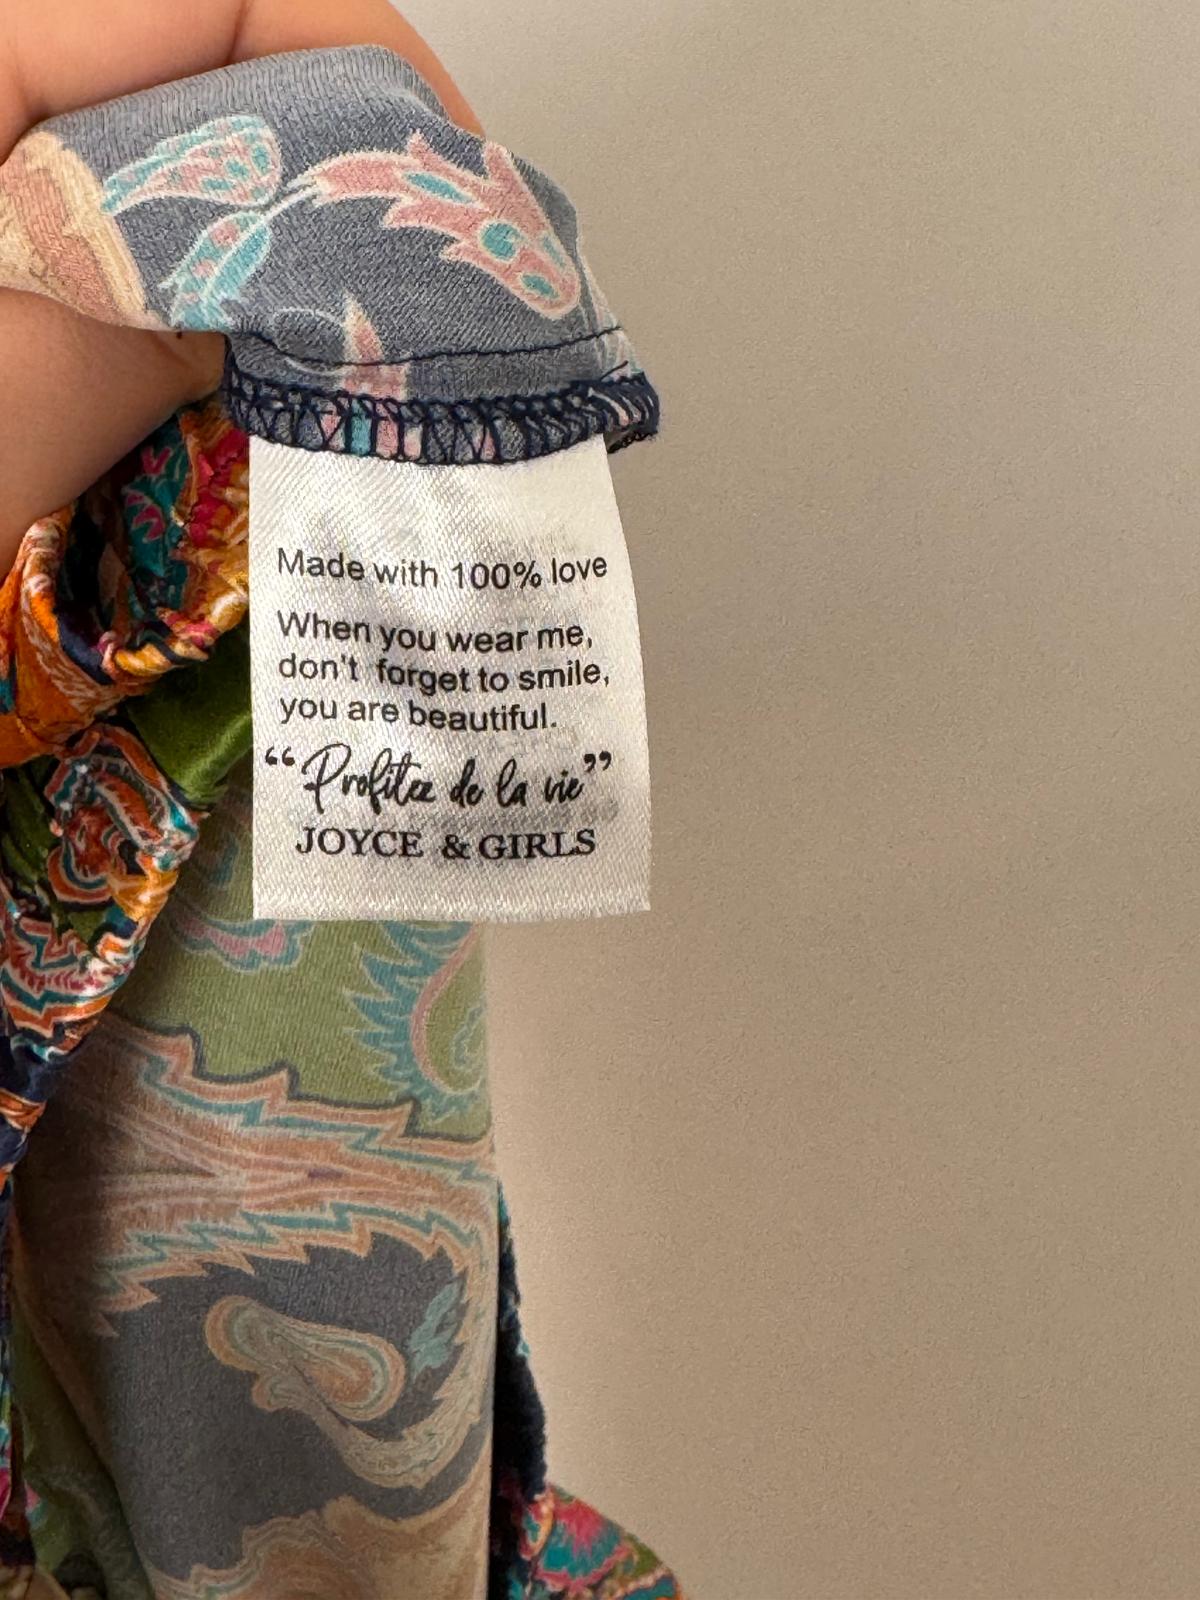 Made with 100% love
When you wear me,
don't forget to smile,
you are beautiful.
“Profitez de la vie”
JOYCE & GIRLS